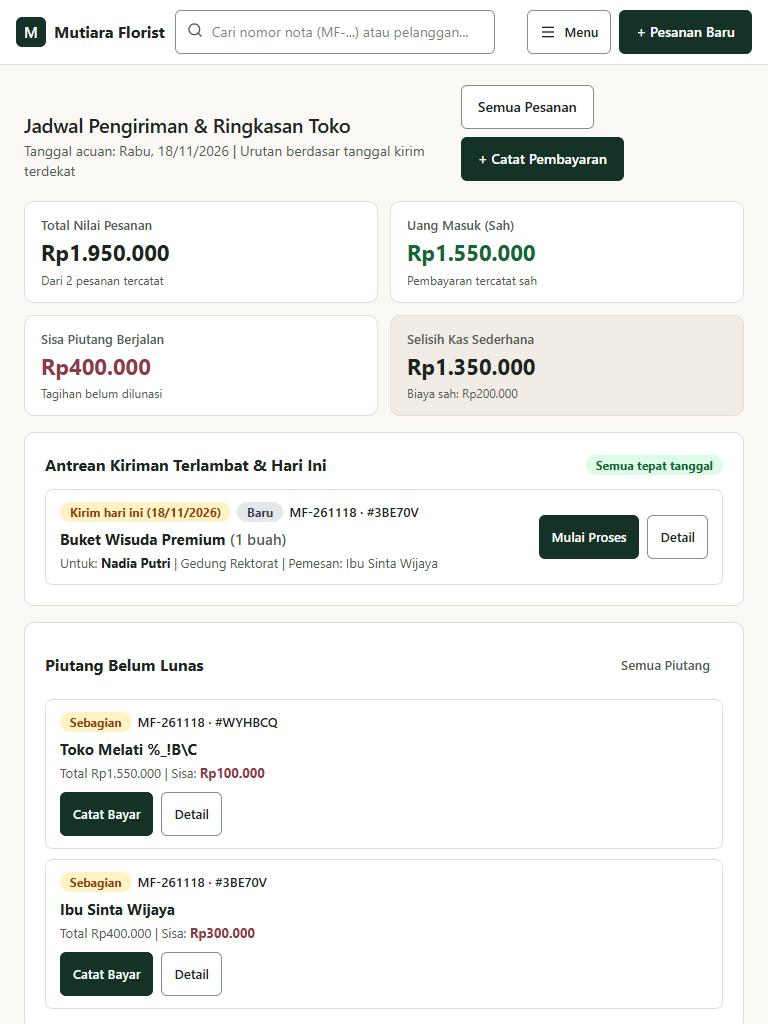 M Mutiara Florist
Cari nomor nota (MF-...) atau pelanggan...
Menu
+ Pesanan Baru
Jadwal Pengiriman & Ringkasan Toko
Tanggal acuan: Rabu, 18/11/2026 | Urutan berdasar tanggal kirim
terdekat
Semua Pesanan
+ Catat Pembayaran
Total Nilai Pesanan
Rp1.950.000
Dari 2 pesanan tercatat
Uang Masuk (Sah)
Rp1.550.000
Pembayaran tercatat sah
Sisa Piutang Berjalan
Rp400.000
Tagihan belum dilunasi
Selisih Kas Sederhana
Rp1.350.000
Biaya sah: Rp200.000
Antrean Kiriman Terlambat & Hari Ini
Semua tepat tanggal
Kirim hari ini (18/11/2026) Baru MF-261118 · #3BE70V
Buket Wisuda Premium (1 buah)
Untuk: Nadia Putri | Gedung Rektorat | Pemesan: Ibu Sinta Wijaya
Mulai Proses
Detail
Piutang Belum Lunas
Semua Piutang
Sebagian MF-261118 · #WYHBCQ
Toko Melati %_!B\C
Total Rp1.550.000 | Sisa: Rp100.000
Catat Bayar
Detail
Sebagian MF-261118 · #3BE70V
Ibu Sinta Wijaya
Total Rp400.000 | Sisa: Rp300.000
Catat Bayar
Detail